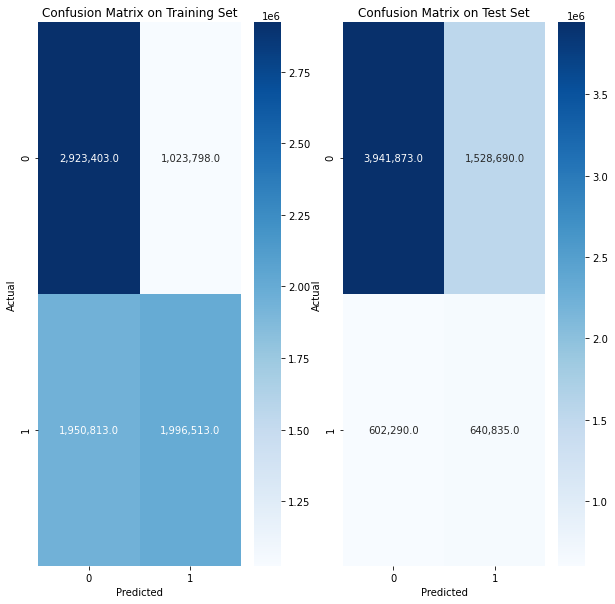 Confusion Matrix on Training Set
1e6
2,923,403.0 1,023,798.0
1,950,813.0 1,996,513.0
0
1
Actual
0 1
Predicted
2.75
2.50
2.25
2.00
1.75
1.50
1.25
Confusion Matrix on Test Set
1e6
3,941,873.0 1,528,690.0
602,290.0 640,835.0
0
1
Actual
0 1
Predicted
3.5
3.0
2.5
2.0
1.5
1.0